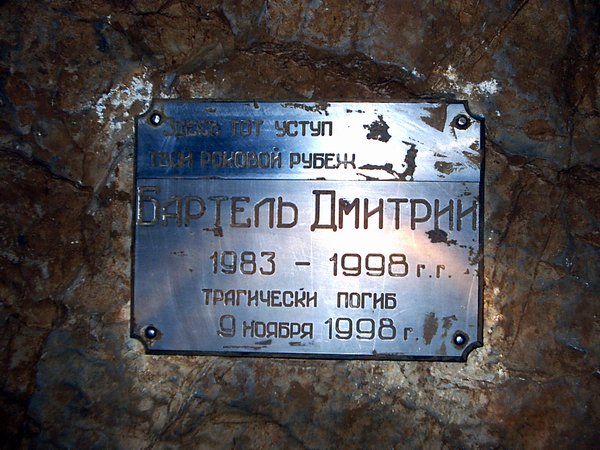 Здесь тот уступ
твой роковой рубеж
Бартель Дмитрий
1983 - 1998 г.г.
трагически погиб
9 ноября 1998 г.